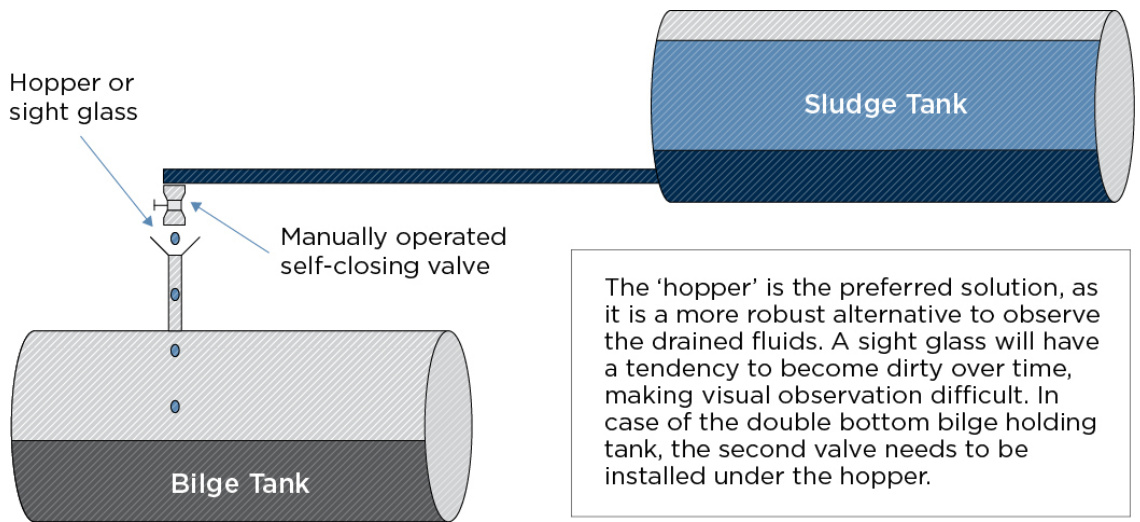 Hopper or
sight glass
Sludge Tank
Manually operated
self-closing valve
The ‘hopper’ is the preferred solution, as
it is a more robust alternative to observe
the drained fluids. A sight glass will have
a tendency to become dirty over time,
making visual observation difficult. In
case of the double bottom bilge holding
tank, the second valve needs to be
installed under the hopper.
Bilge Tank